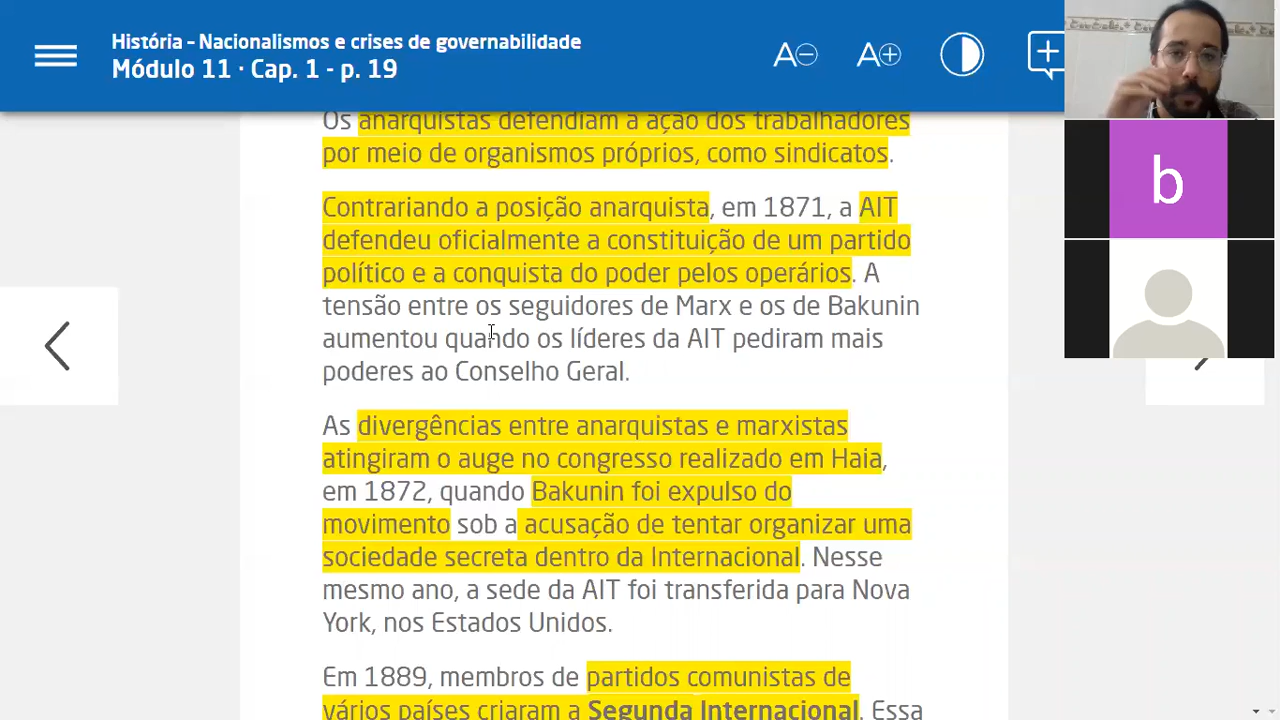 História – Nacionalismos e crises de governabilidade
Módulo 11 · Cap. 1 - p. 19
A− A+
Os anarquistas defendiam a ação dos trabalhadores
por meio de organismos próprios, como sindicatos.
Contrariando a posição anarquista, em 1871, a AIT
defendeu oficialmente a constituição de um partido
político e a conquista do poder pelos operários. A
tensão entre os seguidores de Marx e os de Bakunin
aumentou quando os líderes da AIT pediram mais
poderes ao Conselho Geral.
As divergências entre anarquistas e marxistas
atingiram o auge no congresso realizado em Haia,
em 1872, quando Bakunin foi expulso do
movimento sob a acusação de tentar organizar uma
sociedade secreta dentro da Internacional. Nesse
mesmo ano, a sede da AIT foi transferida para Nova
York, nos Estados Unidos.
Em 1889, membros de partidos comunistas de
vários países criaram a Segunda Internacional. Essa
b